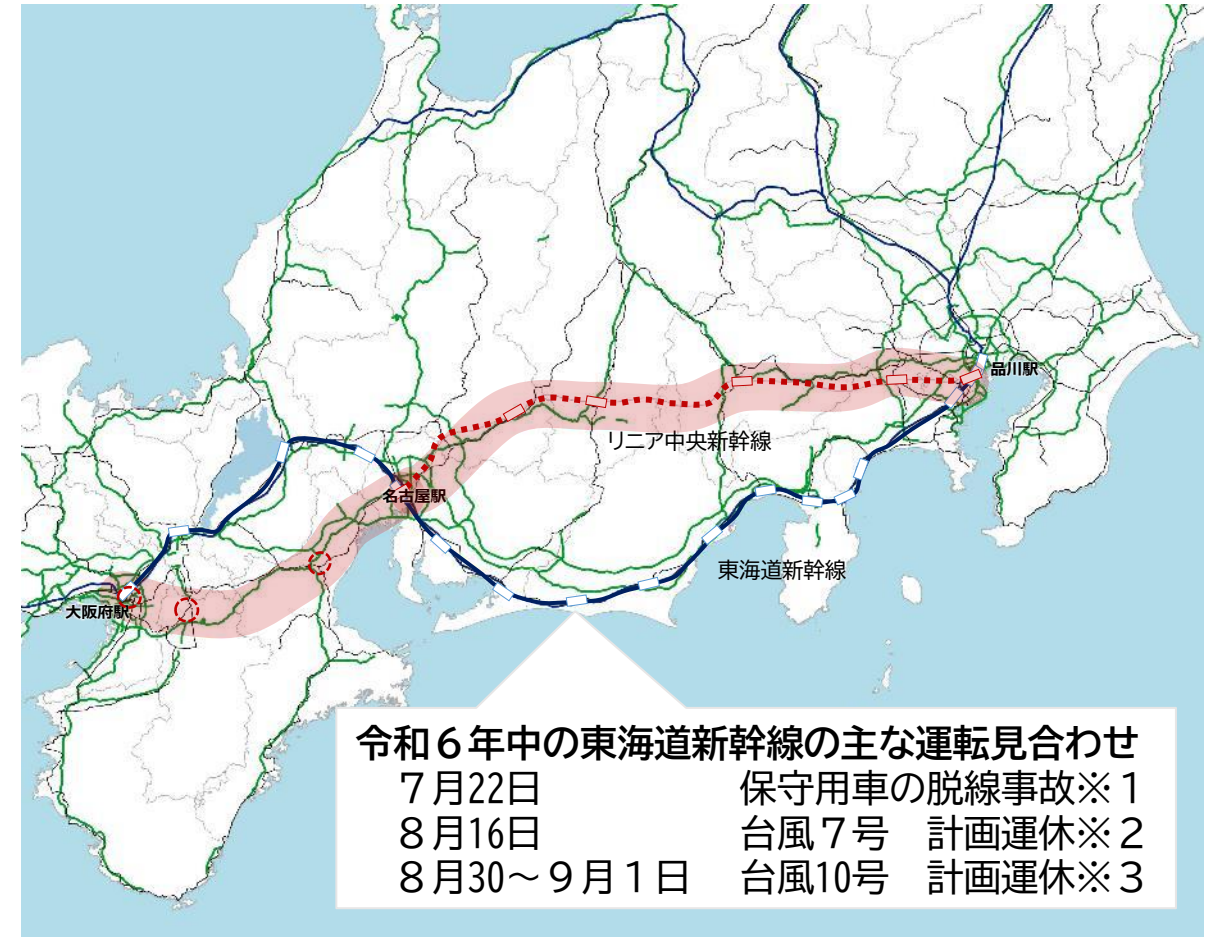 品川駅
リニア中央新幹線
名古屋駅
東海道新幹線
大阪府駅
令和６年中の東海道新幹線の主な運転見合わせ
７月22日　保守用車の脱線事故※１
８月16日　台風７号　計画運休※２
８月30～９月１日　台風10号　計画運休※３